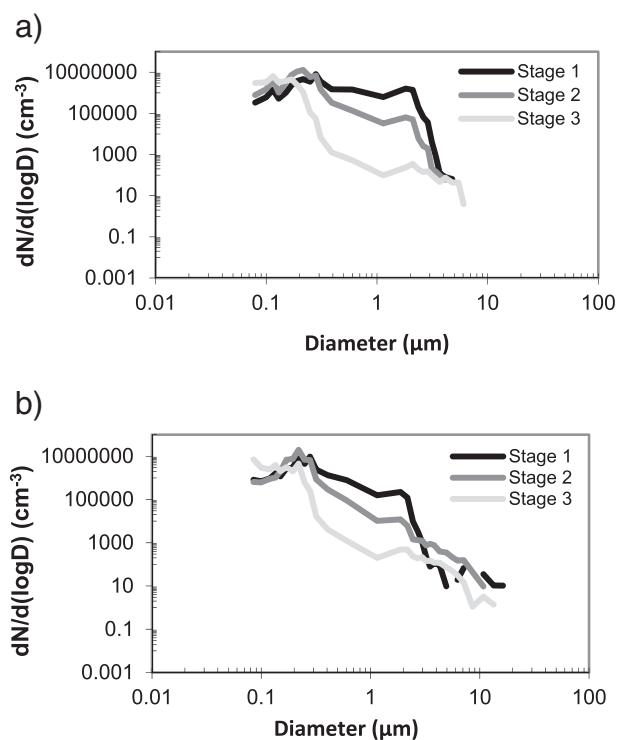 a)
dN/d(logD) (cm-3)
10000000
100000
1000
10
0.1
0.001
Stage 1
Stage 2
Stage 3
0.01 0.1 1 10 100
Diameter (μm)
b)
dN/d(logD) (cm-3)
10000000
100000
1000
10
0.1
0.001
Stage 1
Stage 2
Stage 3
0.01 0.1 1 10 100
Diameter (μm)